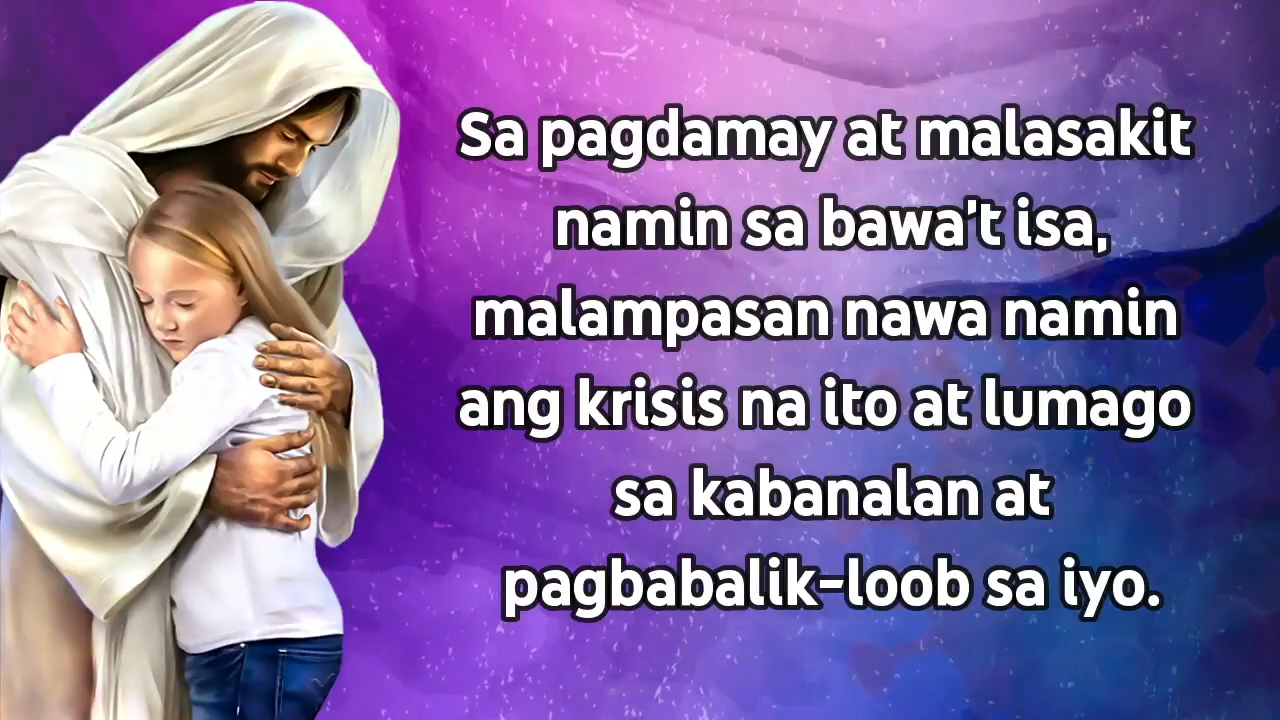 Sa pagdamay at malasakit
namin sa bawa't isa,
malampasan nawa namin
ang krisis na ito at lumago
sa kabanalan at
pagbabalik-loob sa iyo.